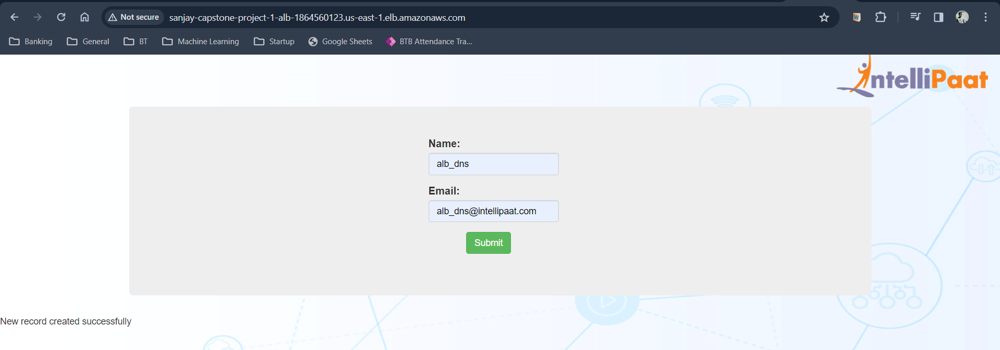 Not secure sanjay-capstone-project-1-alb-1864560123.us-east-1.elb.amazonaws.com
Banking General BT Machine Learning Startup Google Sheets BTB Attendance Tra...
IntelliPaat
Name:
alb_dns
Email:
alb_dns@intellipaat.com
Submit
New record created successfully